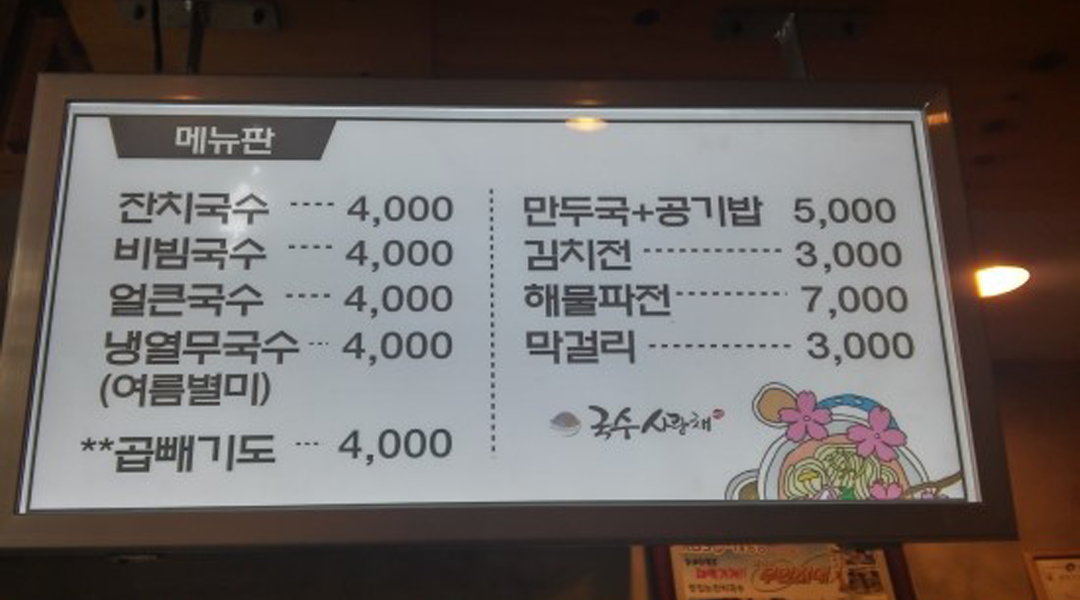 메뉴판
잔치국수 ---- 4,000
비빔국수 ---- 4,000
얼큰국수 ---- 4,000
냉열무국수 --- 4,000
(여름별미)
**곱빼기도 --- 4,000
만두국+공기밥 5,000
김치전 ------------ 3,000
해물파전 ---------- 7,000
막걸리 ------------ 3,000
국수사랑채